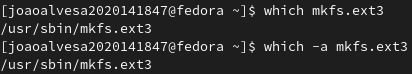 [joaoalvesa2020141847@fedora ~]$ which mkfs.ext3
/usr/sbin/mkfs.ext3
[joaoalvesa2020141847@fedora ~]$ which -a mkfs.ext3
/usr/sbin/mkfs.ext3